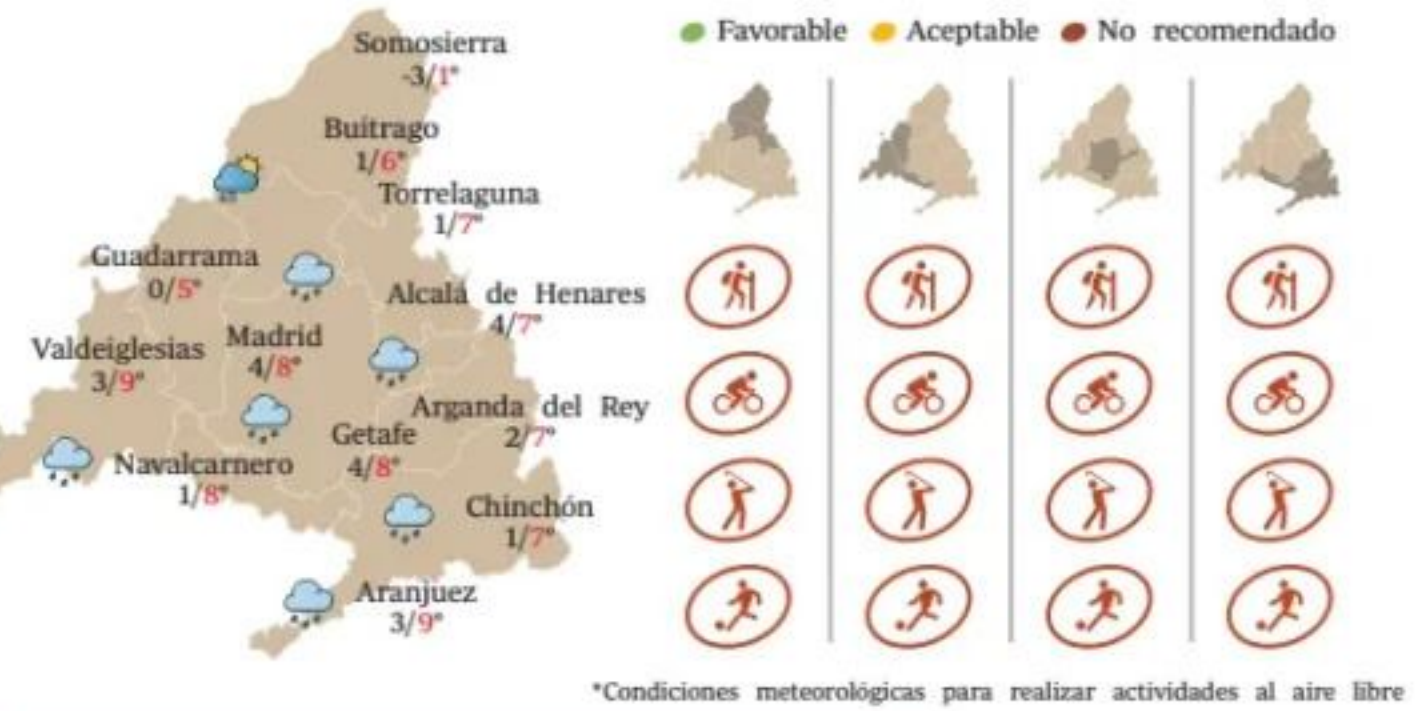 Somosierra
-3/1°
Buitrago
1/6°
Torrelaguna
1/7°
Guadarrama
0/5°
Alcalá de Henares
4/7°
Valdeiglesias
3/9°
Madrid
4/8°
Arganda del Rey
2/7°
Getafe
4/8°
Navalcarnero
1/8°
Chinchón
1/7°
Aranjuez
3/9°
Favorable Aceptable No recomendado
*Condiciones meteorológicas para realizar actividades al aire libre